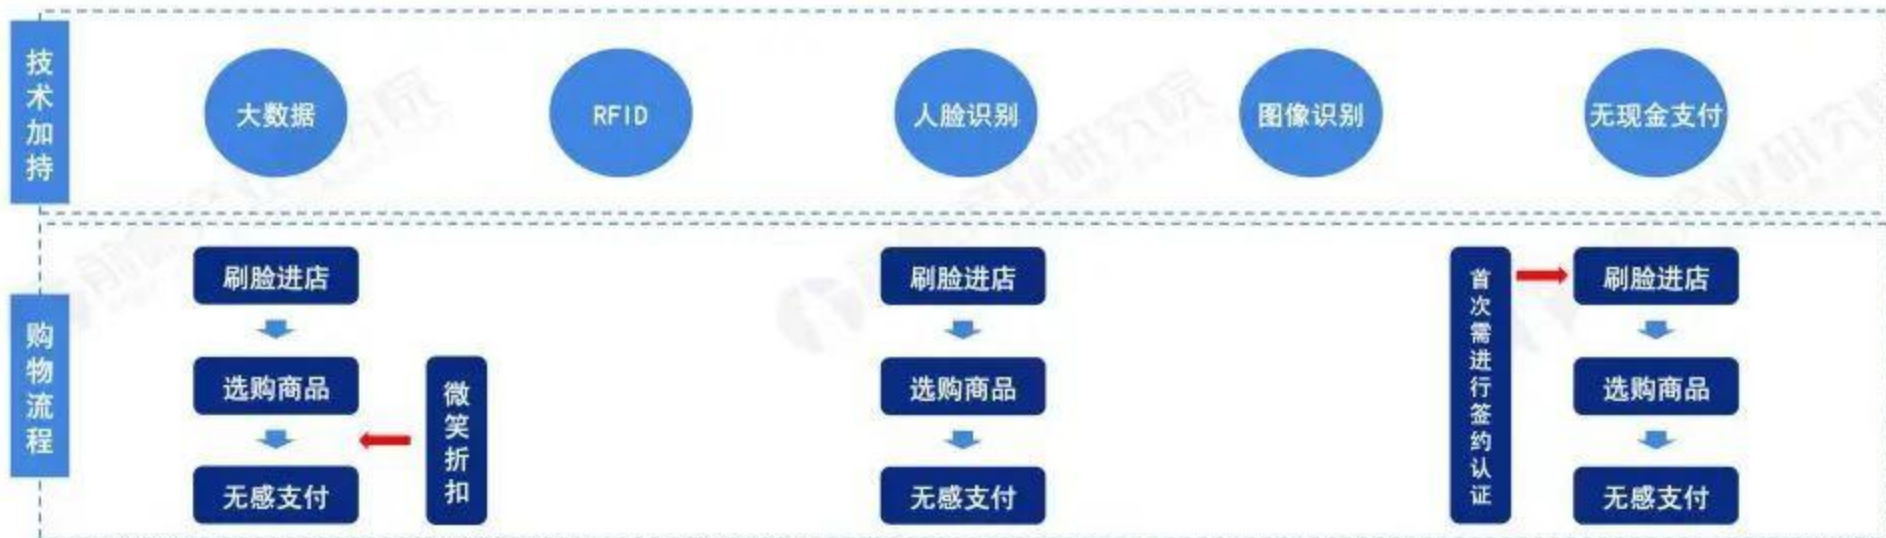 技术加持
大数据
RFID
人脸识别
图像识别
无现金支付
购物流程
刷脸进店
选购商品
无感支付
微笑折扣
刷脸进店
选购商品
无感支付
首次需进行签约认证
刷脸进店
选购商品
无感支付